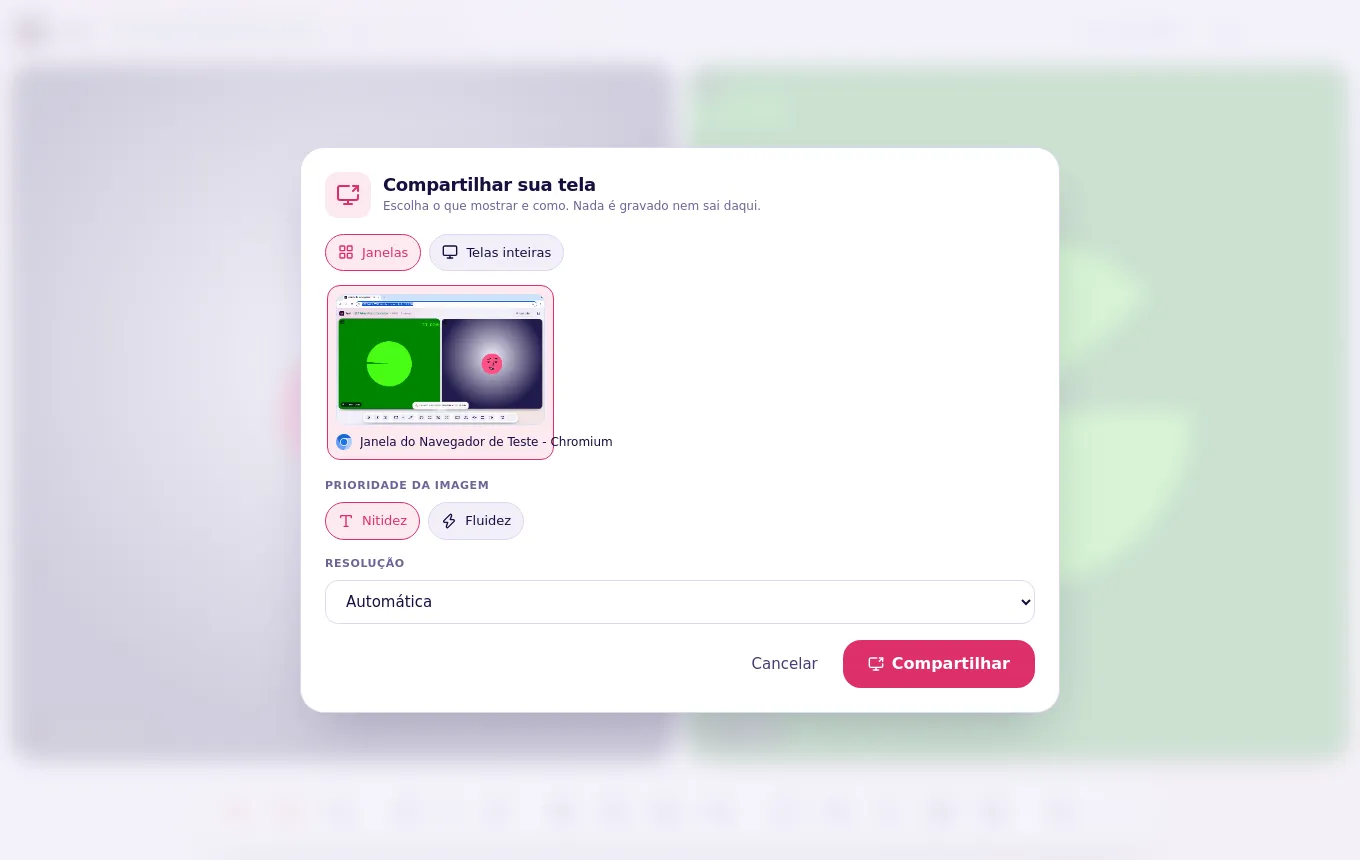 Compartilhar sua tela
Escolha o que mostrar e como. Nada é gravado nem sai daqui.
Janelas
Telas inteiras
Janela do Navegador de Teste - Chromium
PRIORIDADE DA IMAGEM
Nitidez
Fluidez
RESOLUÇÃO
Automática
Cancelar
Compartilhar